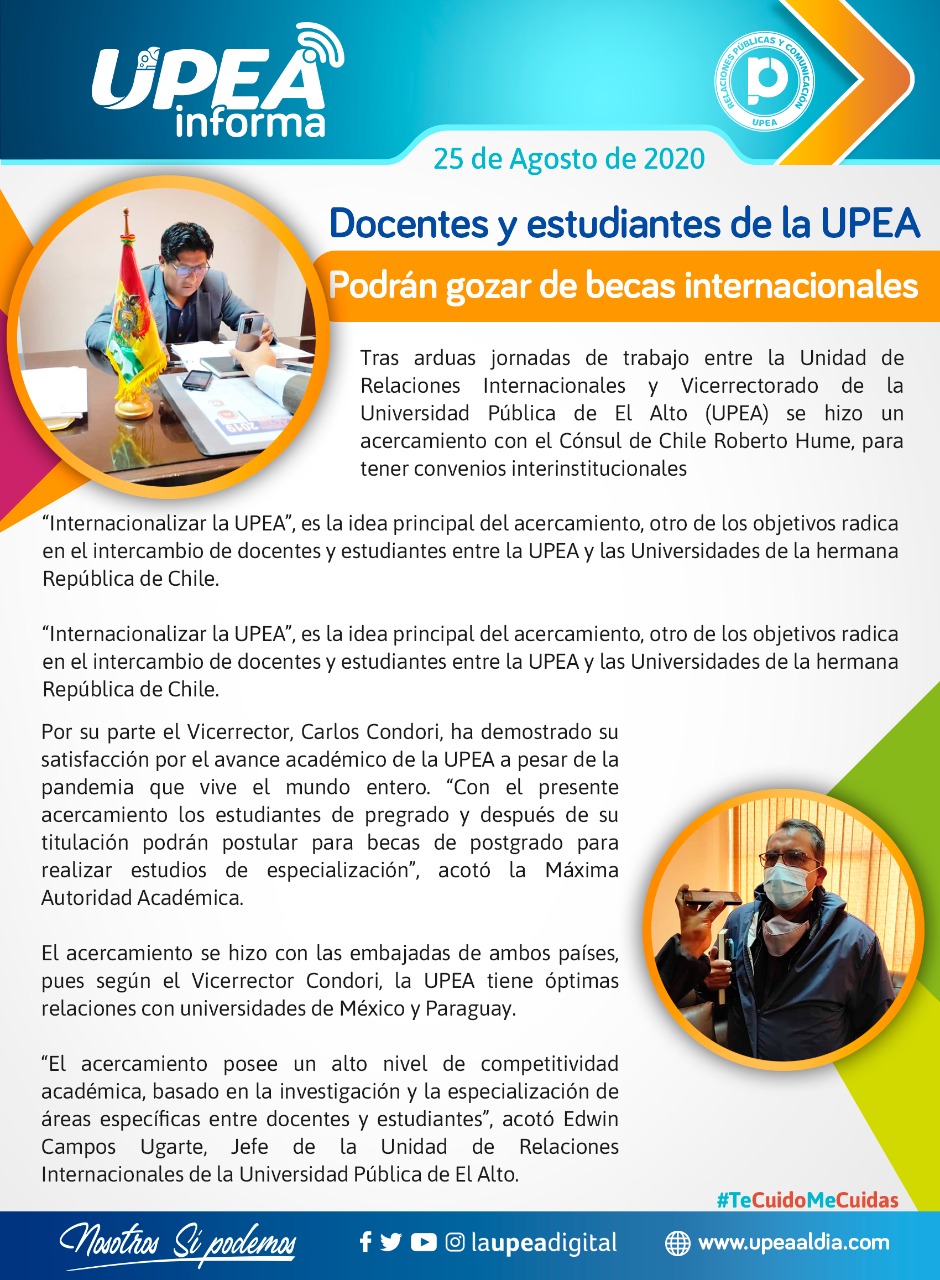 UPEA
informa
RELACIONES PÚBLICAS Y COMUNICACIÓN
UPEA
25 de Agosto de 2020
Docentes y estudiantes de la UPEA
Podrán gozar de becas internacionales
2019
Tras arduas jornadas de trabajo entre la Unidad de
Relaciones Internacionales y Vicerrectorado de la
Universidad Pública de El Alto (UPEA) se hizo un
acercamiento con el Cónsul de Chile Roberto Hume, para
tener convenios interinstitucionales
“Internacionalizar la UPEA”, es la idea principal del acercamiento, otro de los objetivos radica
en el intercambio de docentes y estudiantes entre la UPEA y las Universidades de la hermana
República de Chile.
“Internacionalizar la UPEA”, es la idea principal del acercamiento, otro de los objetivos radica
en el intercambio de docentes y estudiantes entre la UPEA y las Universidades de la hermana
República de Chile.
Por su parte el Vicerrector, Carlos Condori, ha demostrado su
satisfacción por el avance académico de la UPEA a pesar de la
pandemia que vive el mundo entero. “Con el presente
acercamiento los estudiantes de pregrado y después de su
titulación podrán postular para becas de postgrado para
realizar estudios de especialización”, acotó la Máxima
Autoridad Académica.
El acercamiento se hizo con las embajadas de ambos países,
pues según el Vicerrector Condori, la UPEA tiene óptimas
relaciones con universidades de México y Paraguay.
“El acercamiento posee un alto nivel de competitividad
académica, basado en la investigación y la especialización de
áreas específicas entre docentes y estudiantes”, acotó Edwin
Campos Ugarte, Jefe de la Unidad de Relaciones
Internacionales de la Universidad Pública de El Alto.
#TeCuidoMeCuidas
Nosotros Sí podemos
laupeadigital
www.upeaaldia.com